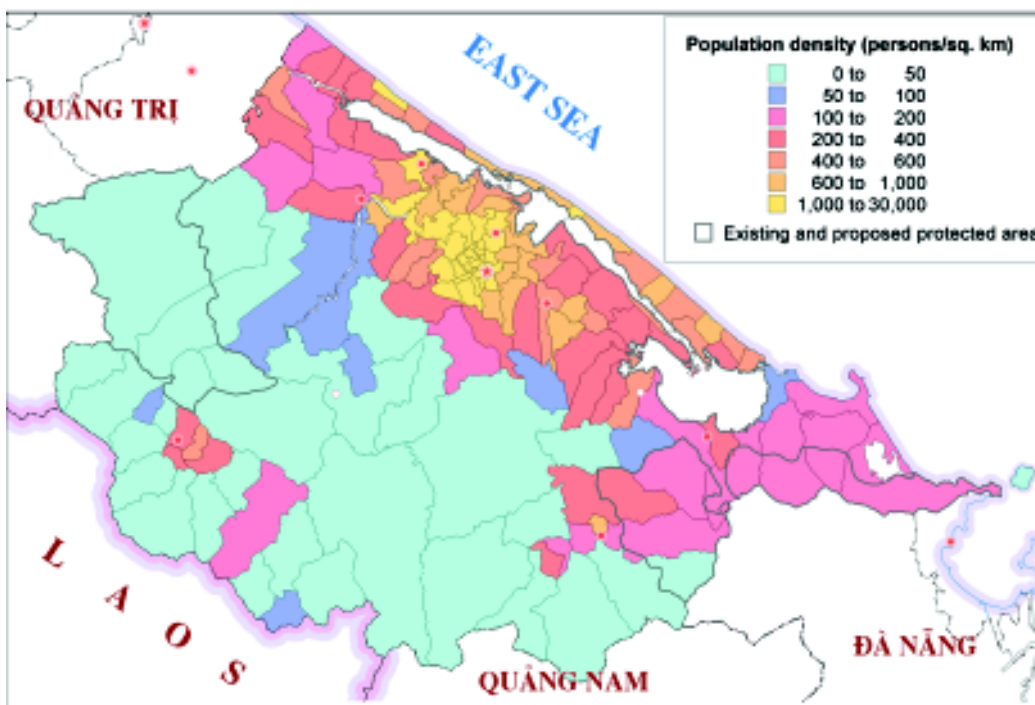 EAST SEA
QUẢNG TRỊ
Population density (persons/sq. km)
0 to 50
50 to 100
100 to 200
200 to 400
400 to 600
600 to 1,000
1,000 to 30,000
Existing and proposed protected area
LAOS
QUẢNG NAM
ĐÀ NẴNG